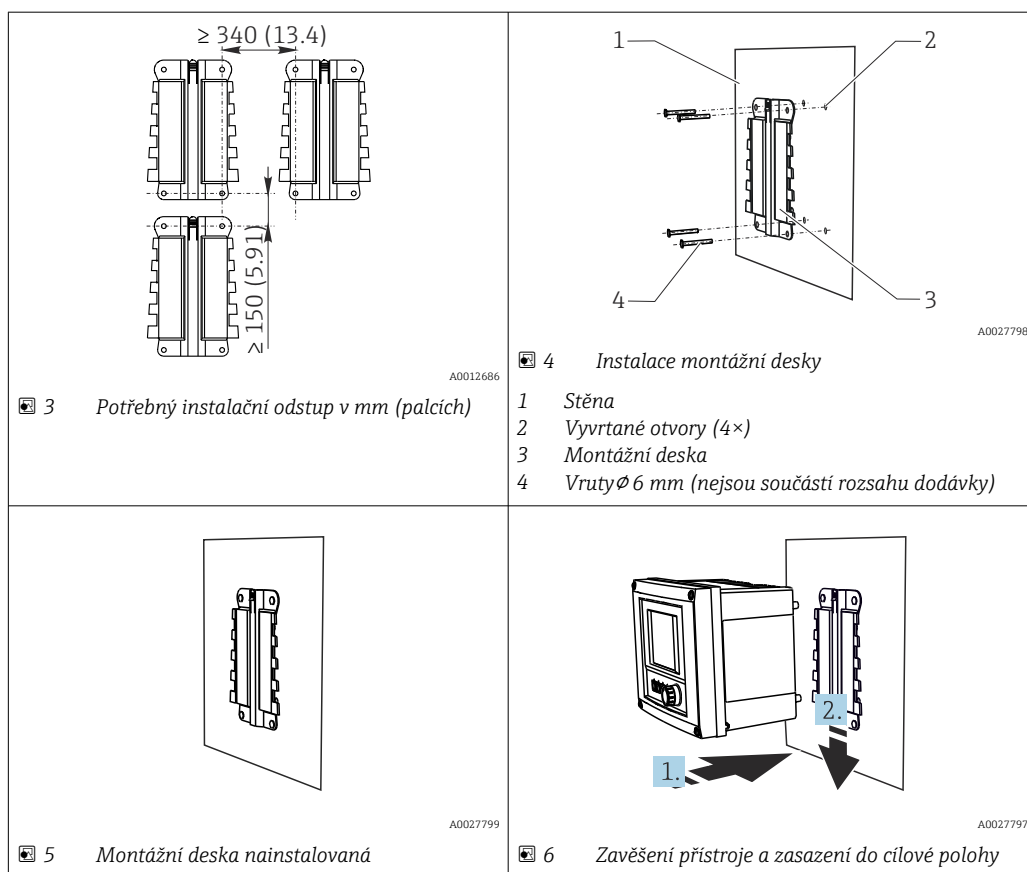 ≥ 340 (13.4)
≥ 150 (5.91)
A0012686
3 Potřebný instalační odstup v mm (palcích)
1
2
4
3
A0027798
4 Instalace montážní desky
1 Stěna
2 Vyvrtané otvory (4×)
3 Montážní deska
4 Vruty Ø 6 mm (nejsou součástí rozsahu dodávky)
A0027799
5 Montážní deska nainstalovaná
1.
2.
A0027797
6 Zavěšení přístroje a zasazení do cílové polohy